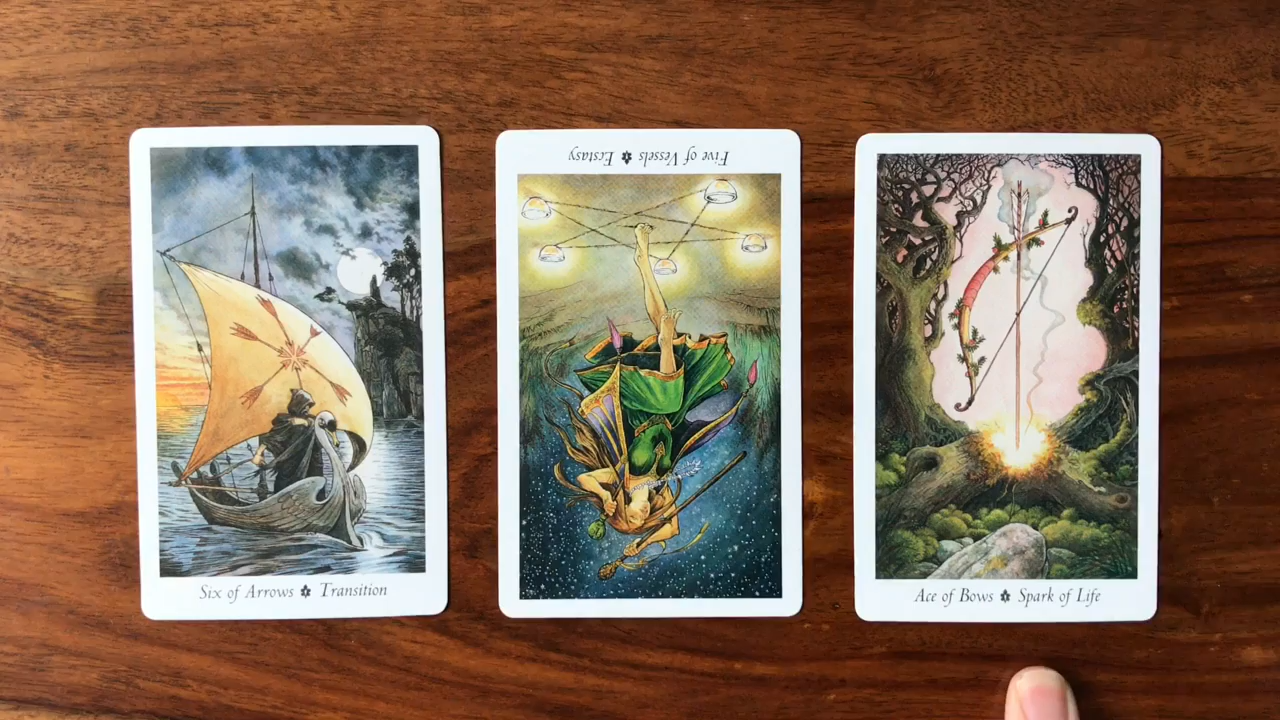 Six of Arrows ✽ Transition
Five of Vessels ✽ Ecstasy
Ace of Bows ✽ Spark of Life